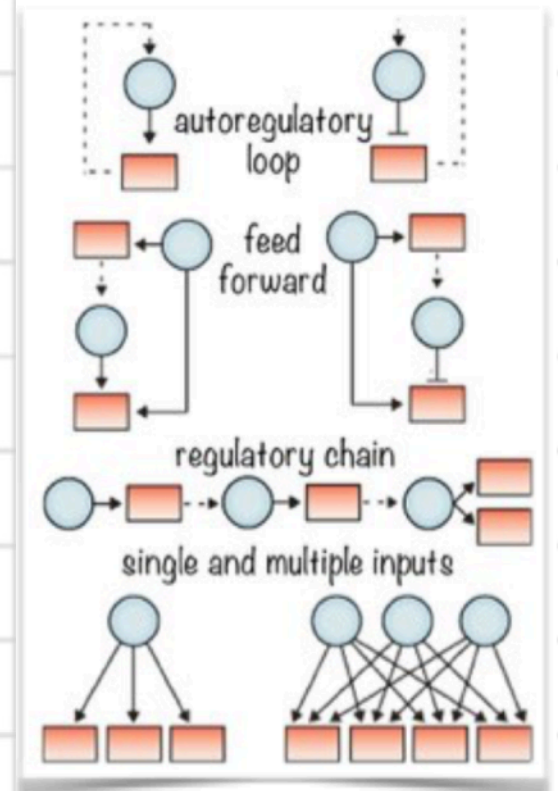 autoregulatory
loop
feed
forward
regulatory chain
single and multiple inputs